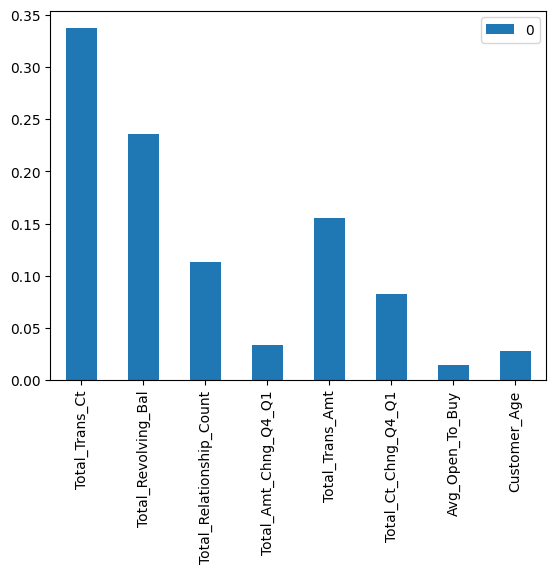 0.35
0.30
0.25
0.20
0.15
0.10
0.05
0.00
0
Total_Trans_Ct
Total_Revolving_Bal
Total_Relationship_Count
Total_Amt_Chng_Q4_Q1
Total_Trans_Amt
Total_Ct_Chng_Q4_Q1
Avg_Open_To_Buy
Customer_Age